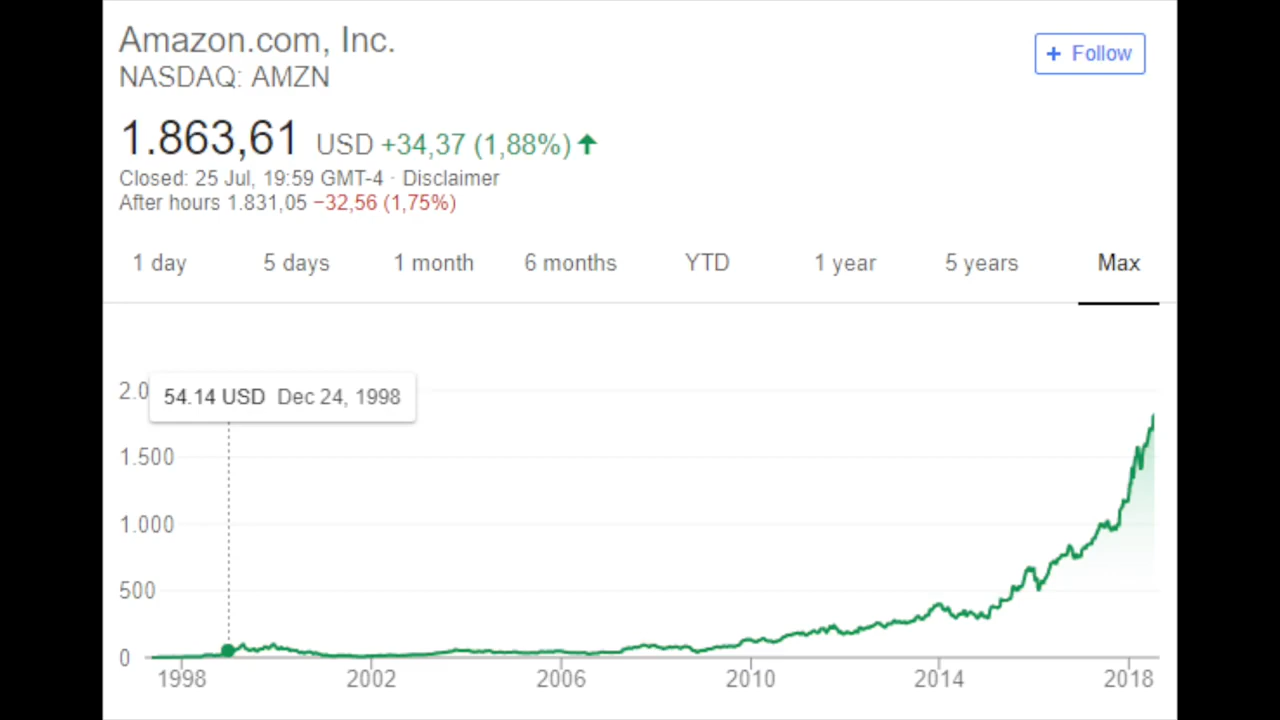 Amazon.com, Inc.
+ Follow
NASDAQ: AMZN
1.863,61 USD +34,37 (1,88%)
Closed: 25 Jul, 19:59 GMT-4 · Disclaimer
After hours 1.831,05 −32,56 (1,75%)
1 day 5 days 1 month 6 months YTD 1 year 5 years Max
2.0
54.14 USD Dec 24, 1998
1.500
1.000
500
0
1998 2002 2006 2010 2014 2018